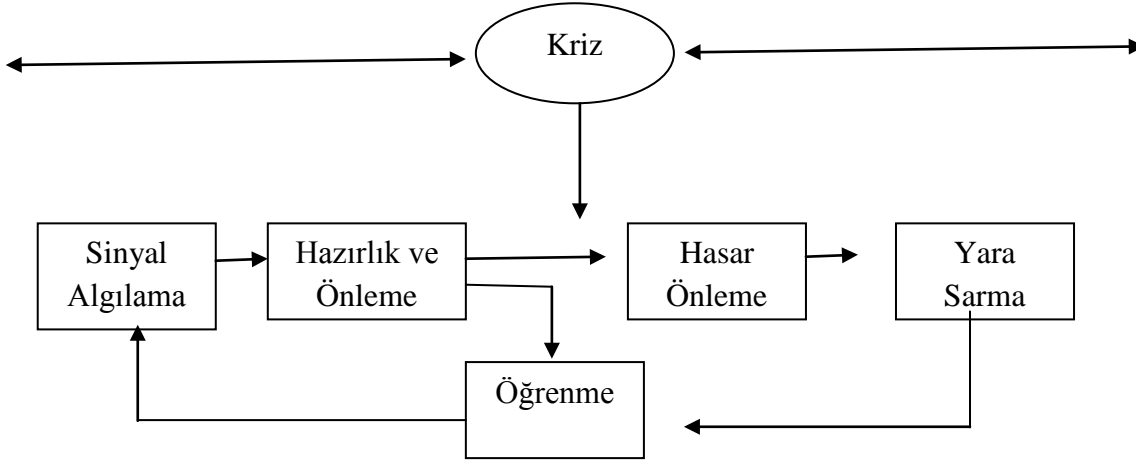 Kriz
Sinyal
Algılama
Hazırlık ve
Önleme
Hasar
Önleme
Yara
Sarma
Öğrenme